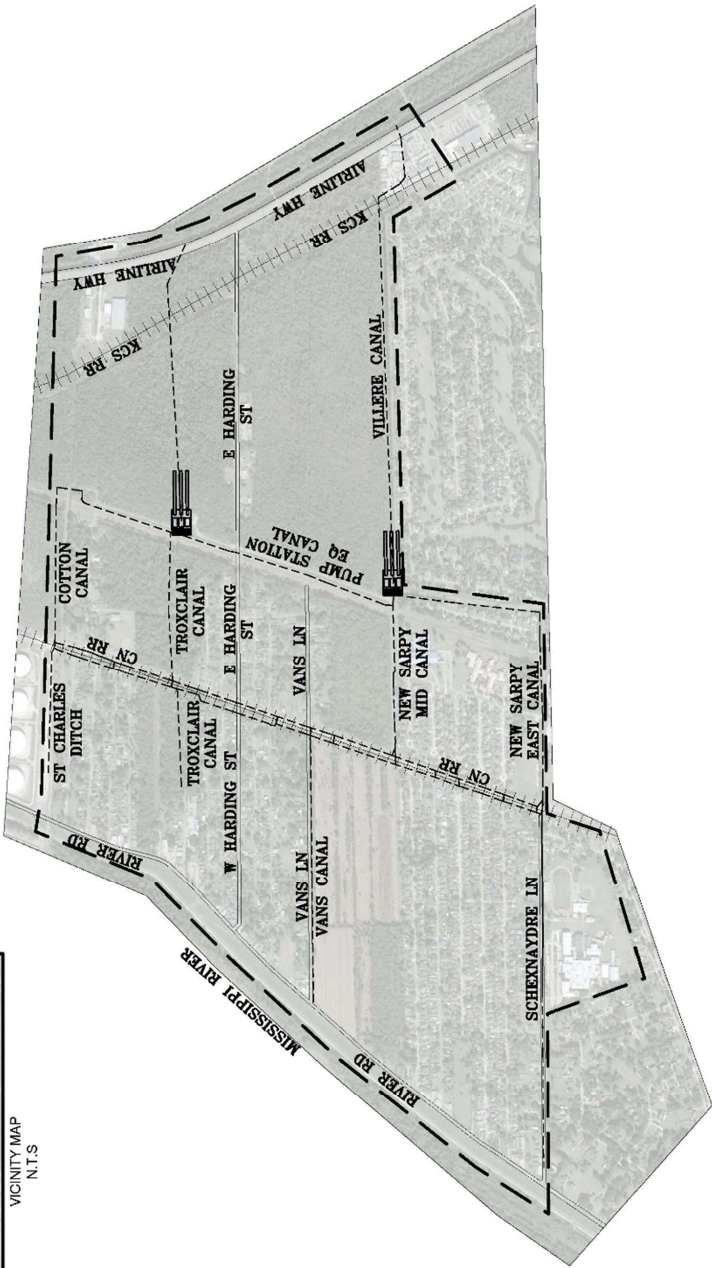 VICINITY MAP
N.T.S
AIRLINE HWY
AIRLINE HWY
KCS RR
KCS RR
E HARDING
ST
VILLERE CANAL
COTTON
CANAL
PUMP STATION
EQ CANAL
TROXCLAIR
CANAL
E HARDING
ST
VANS LN
NEW SARPY
MID CANAL
NEW SARPY
EAST CANAL
CN RR
CN RR
ST CHARLES
DITCH
TROXCLAIR
CANAL
W HARDING ST
VANS LN
VANS CANAL
SCHEXNAYDRE LN
RIVER RD
RIVER RD
MISSISSIPPI RIVER